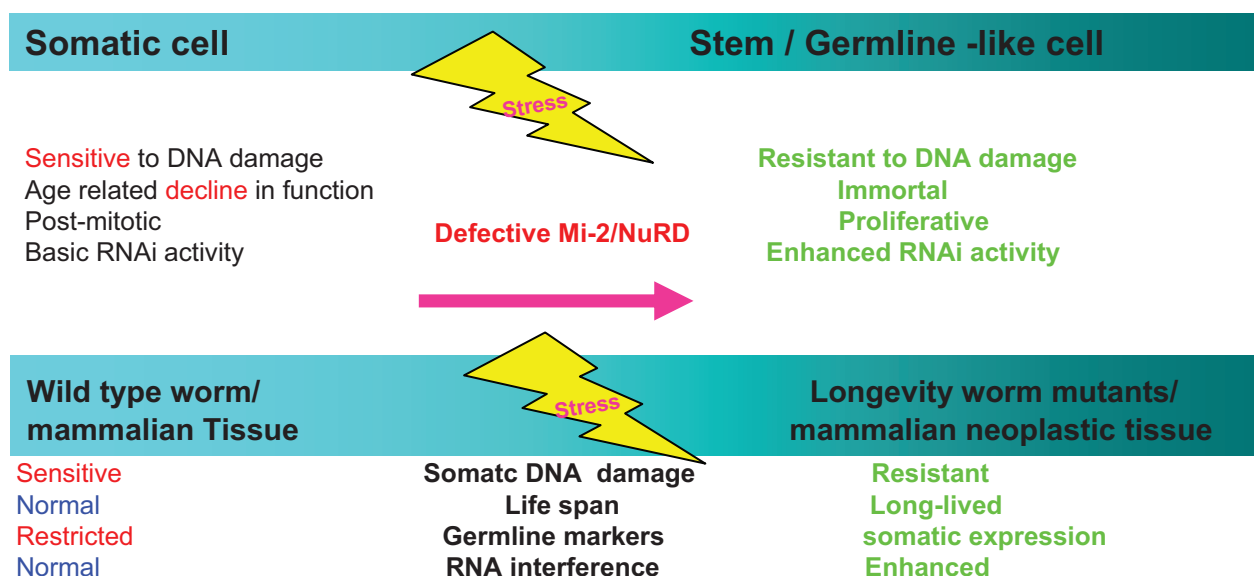 Somatic cell
Stem / Germline -like cell
Stress
Sensitive to DNA damage
Age related decline in function
Post-mitotic
Basic RNAi activity
Defective Mi-2/NuRD
Resistant to DNA damage
Immortal
Proliferative
Enhanced RNAi activity
Wild type worm/
mammalian Tissue
Stress
Longevity worm mutants/
mammalian neoplastic tissue
Sensitive
Somatc DNA damage
Resistant
Normal
Life span
Long-lived
Restricted
Germline markers
somatic expression
Normal
RNA interference
Enhanced